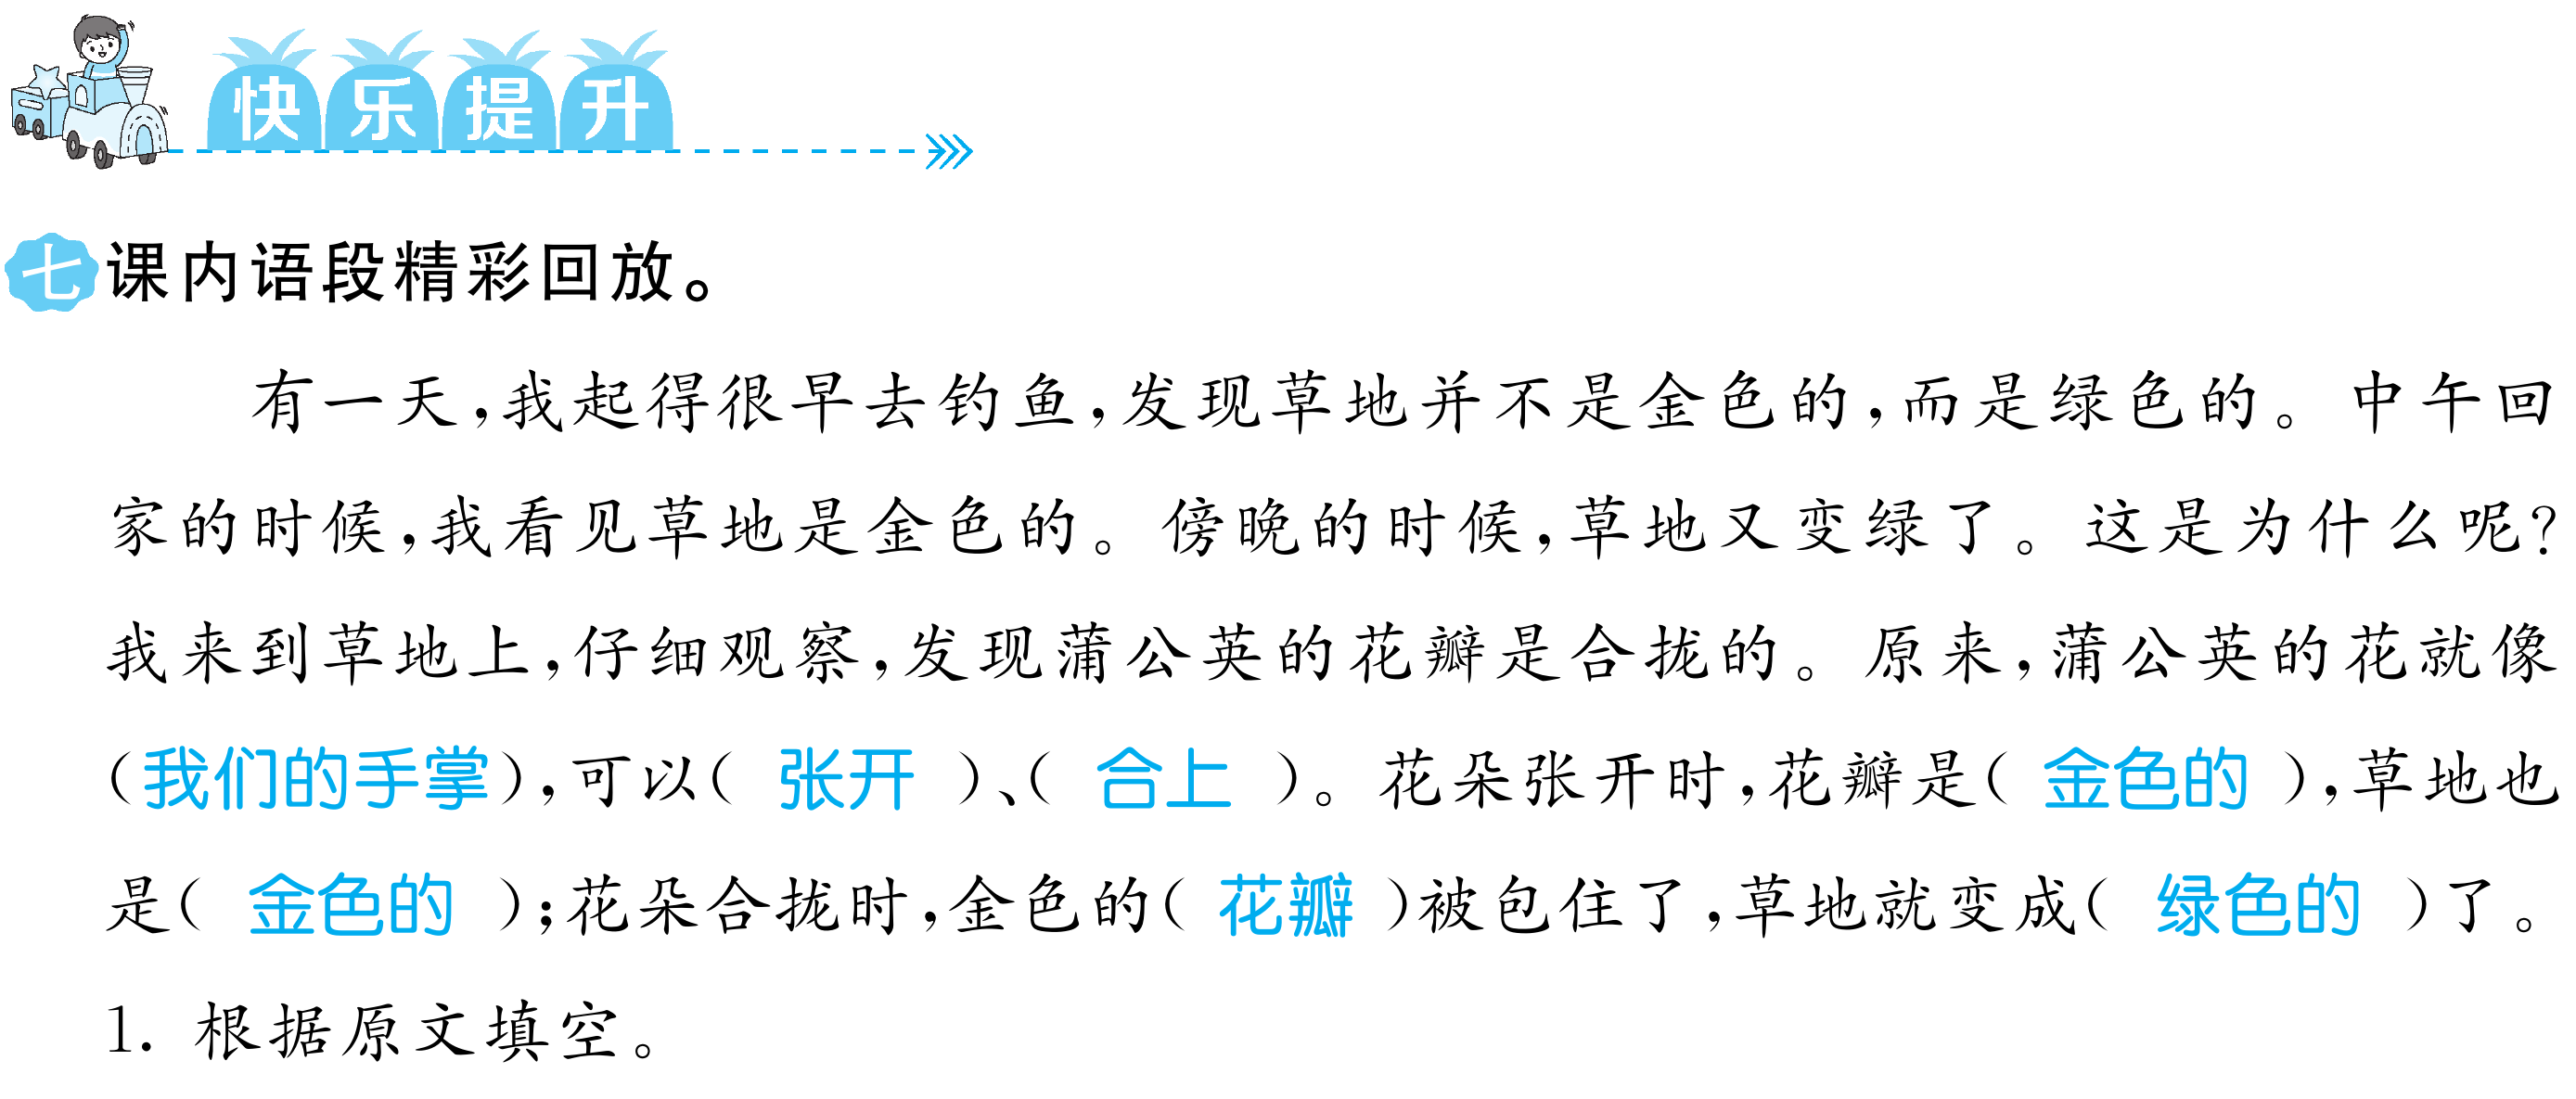 快乐提升
七 课内语段精彩回放。
有一天,我起得很早去钓鱼,发现草地并不是金色的,而是绿色的。中午回
家的时候,我看见草地是金色的。傍晚的时候,草地又变绿了。这是为什么呢?
我来到草地上,仔细观察,发现蒲公英的花瓣是合拢的。原来,蒲公英的花就像
(我们的手掌),可以( 张开 )、( 合上 )。花朵张开时,花瓣是( 金色的 ),草地也
是( 金色的 );花朵合拢时,金色的( 花瓣 )被包住了,草地就变成( 绿色的 )了。
1. 根据原文填空。